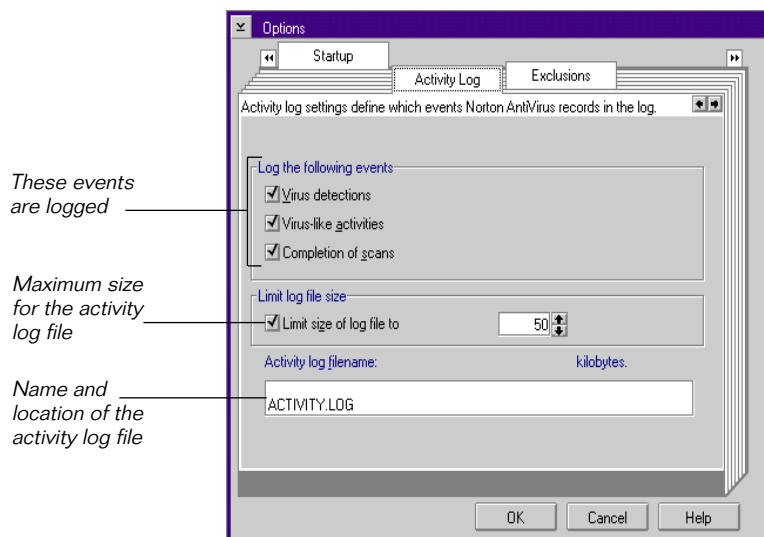 Options
Startup
Activity Log
Exclusions
Activity log settings define which events Norton AntiVirus records in the log.
These events
are logged
Log the following events
Virus detections
Virus-like activities
Completion of scans
Maximum size
for the activity
log file
Limit log file size
Limit size of log file to 50
Activity log filename: kilobytes.
Name and
location of the
activity log file
ACTIVITY.LOG
OK Cancel Help